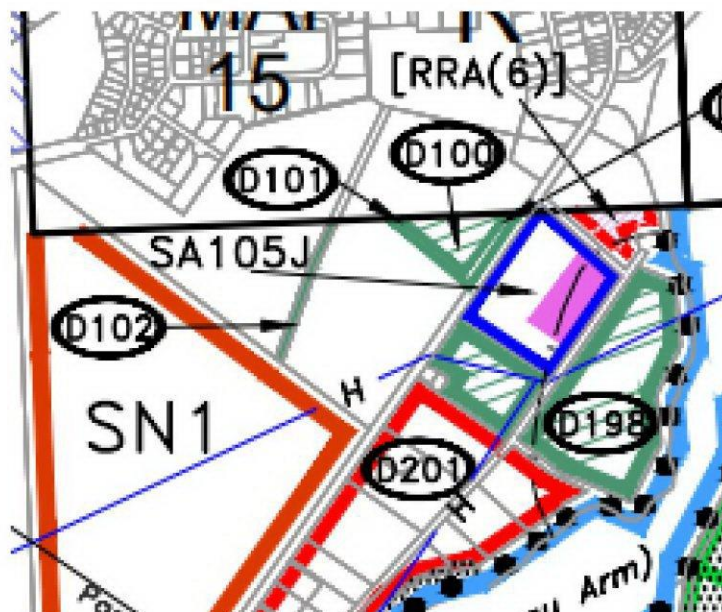 15
[RRA(6)]
D100
D101
SA105J
D102
H
SN1
D198
D201
H
Arm)